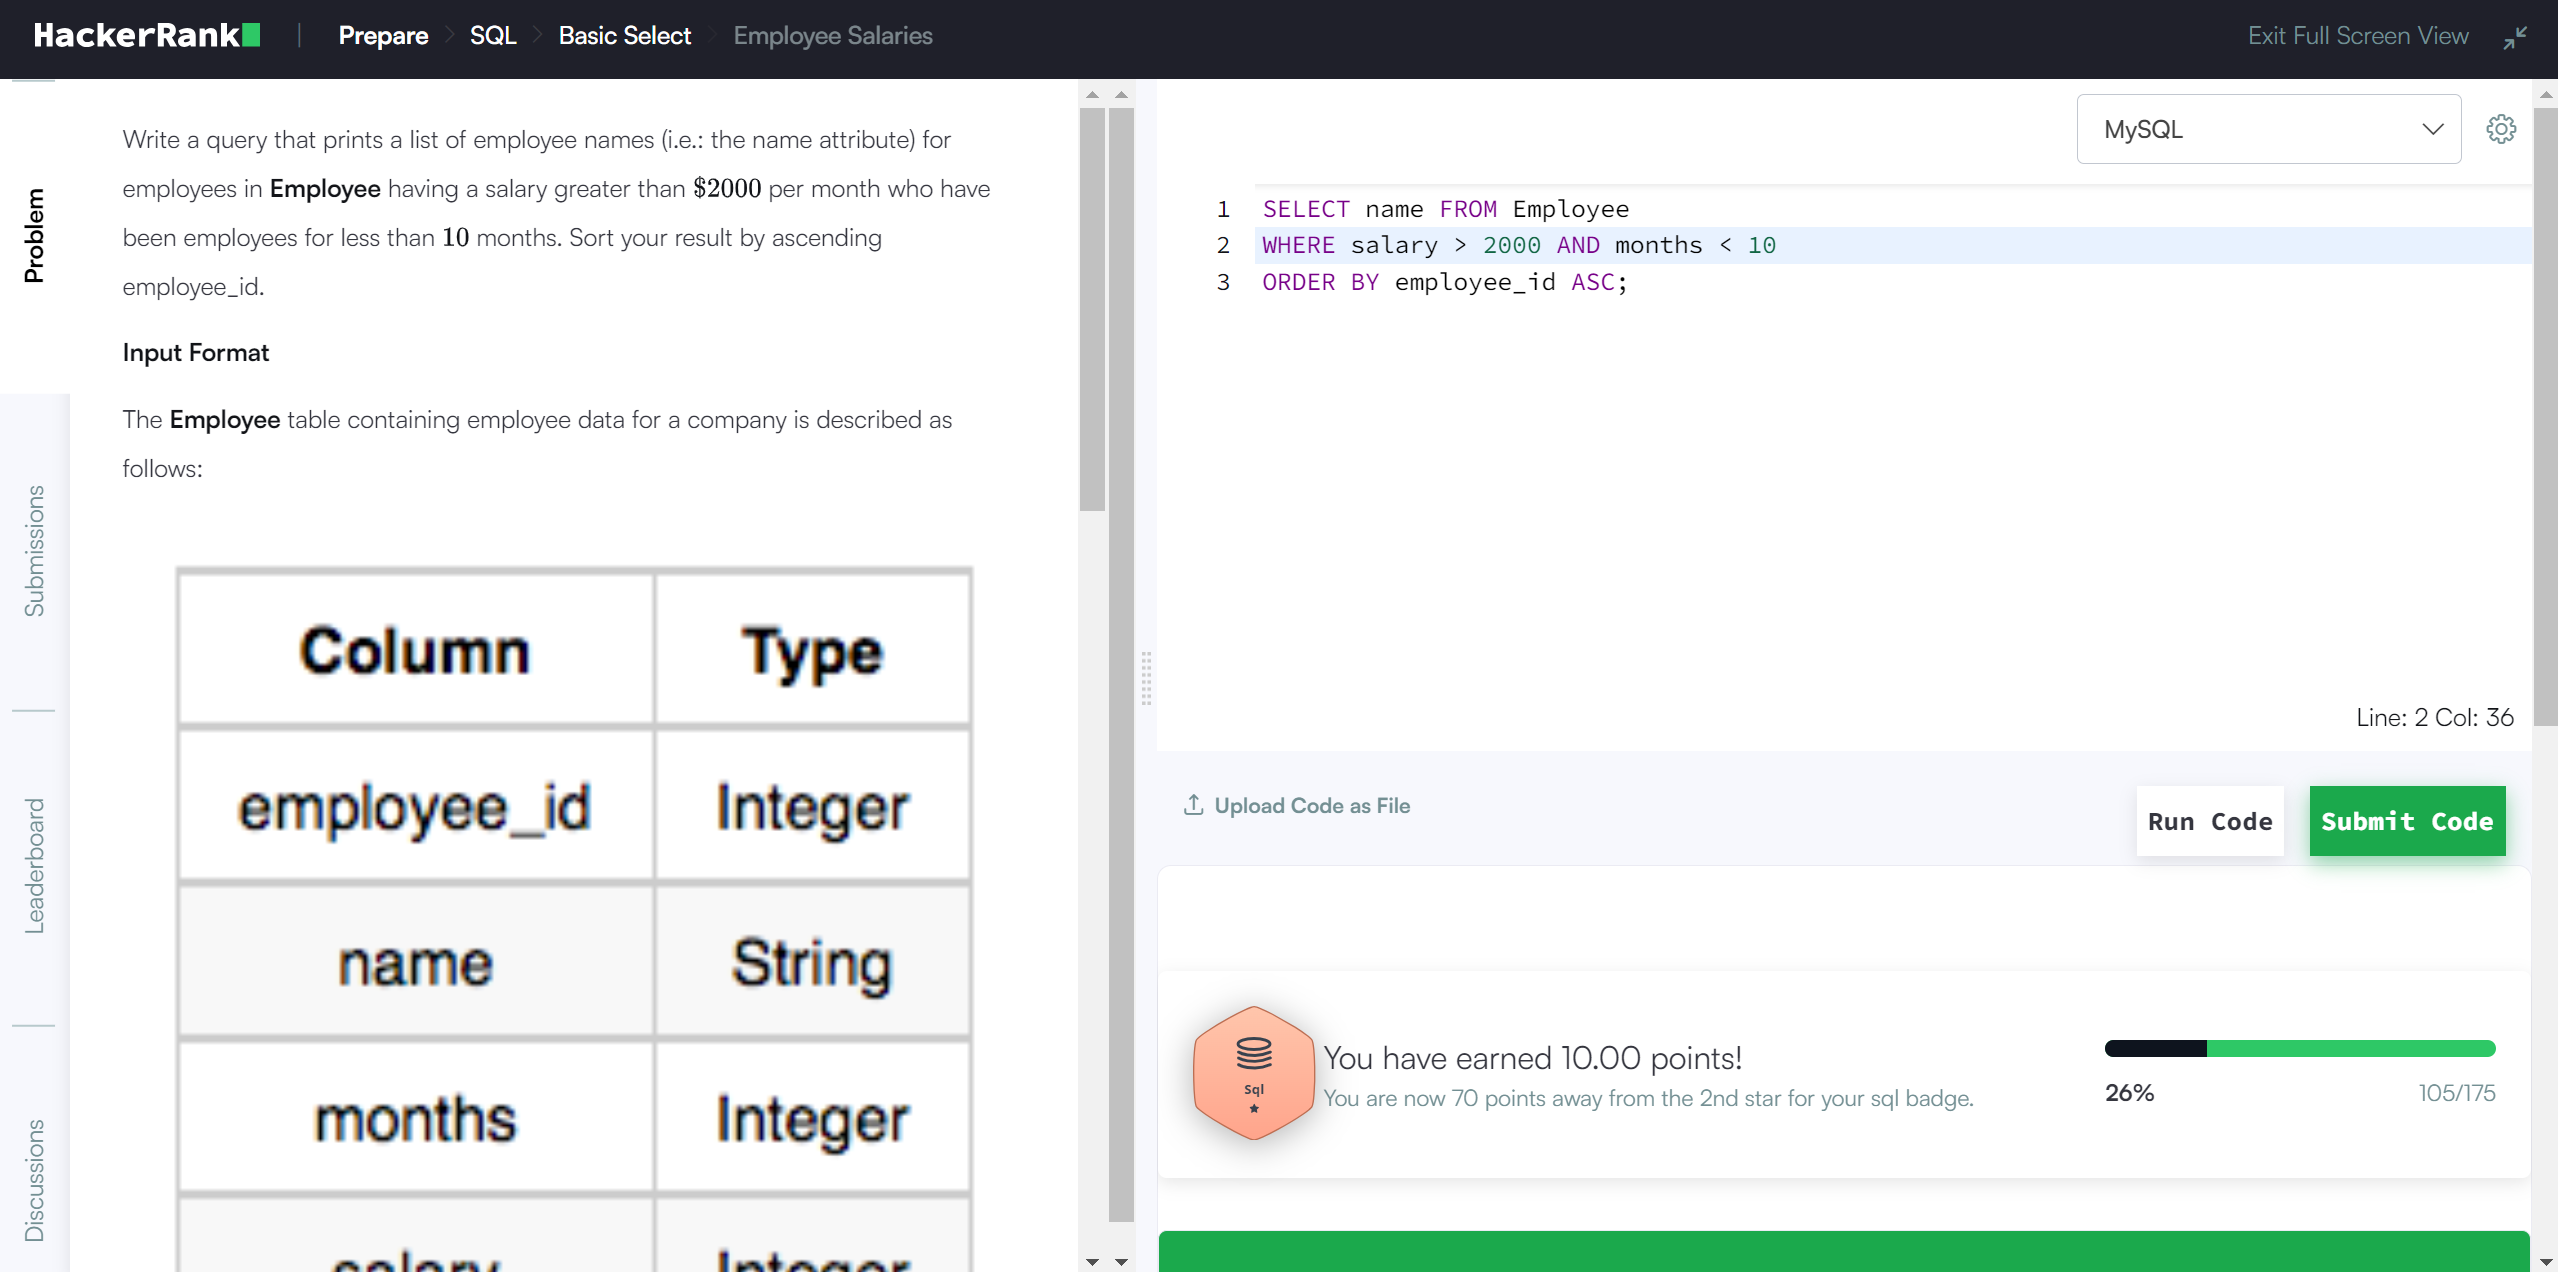 HackerRank | Prepare > SQL > Basic Select > Employee Salaries
Exit Full Screen View
Problem
Submissions
Leaderboard
Discussions
Write a query that prints a list of employee names (i.e.: the name attribute) for
employees in Employee having a salary greater than $2000 per month who have
been employees for less than 10 months. Sort your result by ascending
employee_id.
Input Format
The Employee table containing employee data for a company is described as
follows:
Column Type
employee_id Integer
name String
months Integer
salary Integer
MySQL
1 SELECT name FROM Employee
2 WHERE salary > 2000 AND months < 10
3 ORDER BY employee_id ASC;
Line: 2 Col: 36
Upload Code as File
Run Code
Submit Code
Sql
You have earned 10.00 points!
You are now 70 points away from the 2nd star for your sql badge.
26% 105/175